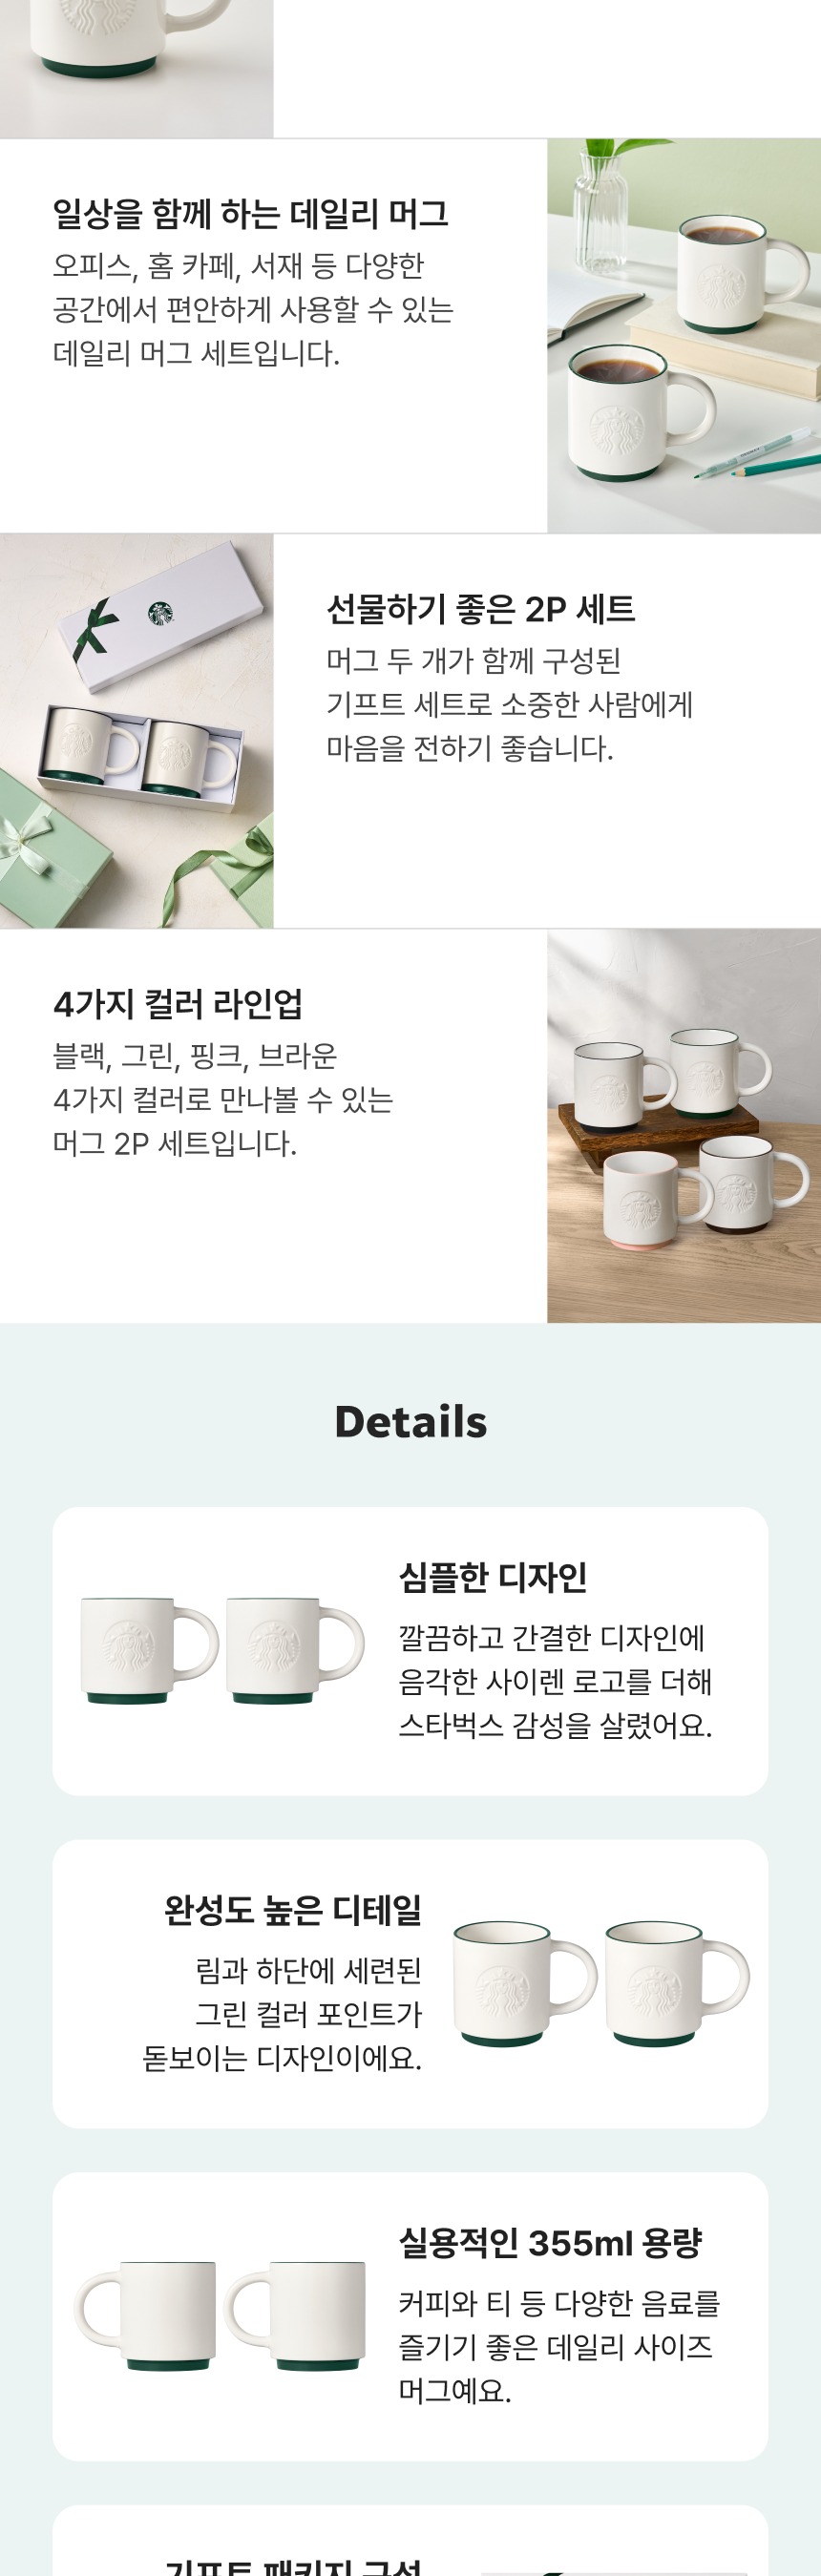 일상을 함께 하는 데일리 머그
오피스, 홈 카페, 서재 등 다양한
공간에서 편안하게 사용할 수 있는
데일리 머그 세트입니다.
선물하기 좋은 2P 세트
머그 두 개가 함께 구성된
기프트 세트로 소중한 사람에게
마음을 전하기 좋습니다.
4가지 컬러 라인업
블랙, 그린, 핑크, 브라운
4가지 컬러로 만나볼 수 있는
머그 2P 세트입니다.
Details
심플한 디자인
깔끔하고 간결한 디자인에
음각한 사이렌 로고를 더해
스타벅스 감성을 살렸어요.
완성도 높은 디테일
림과 하단에 세련된
그린 컬러 포인트가
돋보이는 디자인이에요.
실용적인 355ml 용량
커피와 티 등 다양한 음료를
즐기기 좋은 데일리 사이즈
머그예요.
기프트 패키지 구성